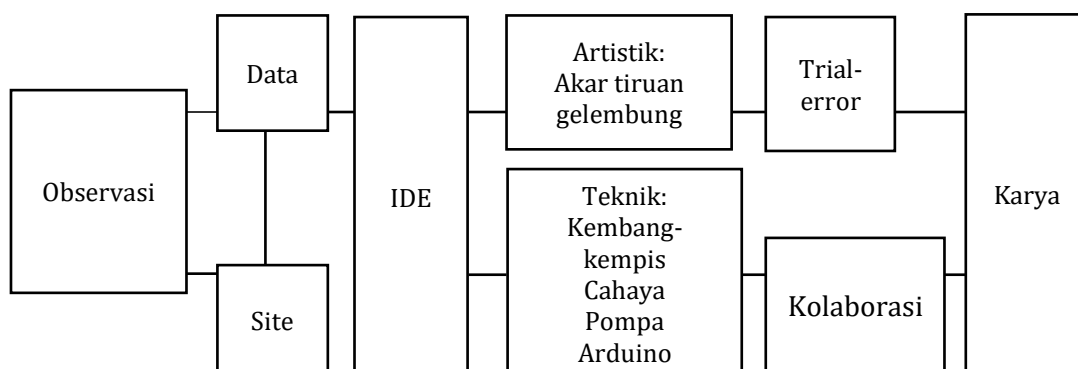 Observasi
Data
Site
IDE
Artistik:
Akar tiruan
gelembung
Teknik:
Kembang-
kempis
Cahaya
Pompa
Arduino
Trial-
error
Kolaborasi
Karya